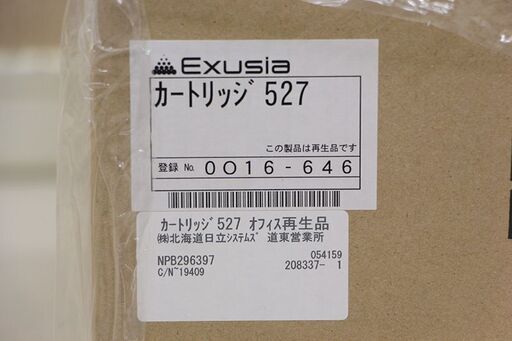 Exusia
カートリッジ 527
この製品は再生品です
登録 No. 0016-646
カートリッジ527 オフィス再生品
㈱北海道日立システムズ 道東営業所
NPB296397
054159
C/N~19409
208337- 1